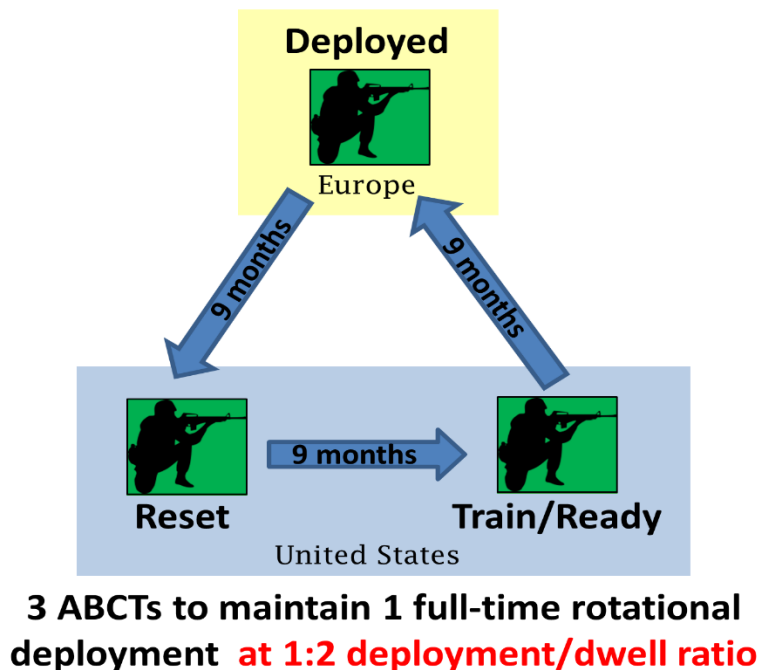 Deployed
Europe
9 months
9 months
9 months
Reset
Train/Ready
United States
3 ABCTs to maintain 1 full-time rotational
deployment at 1:2 deployment/dwell ratio